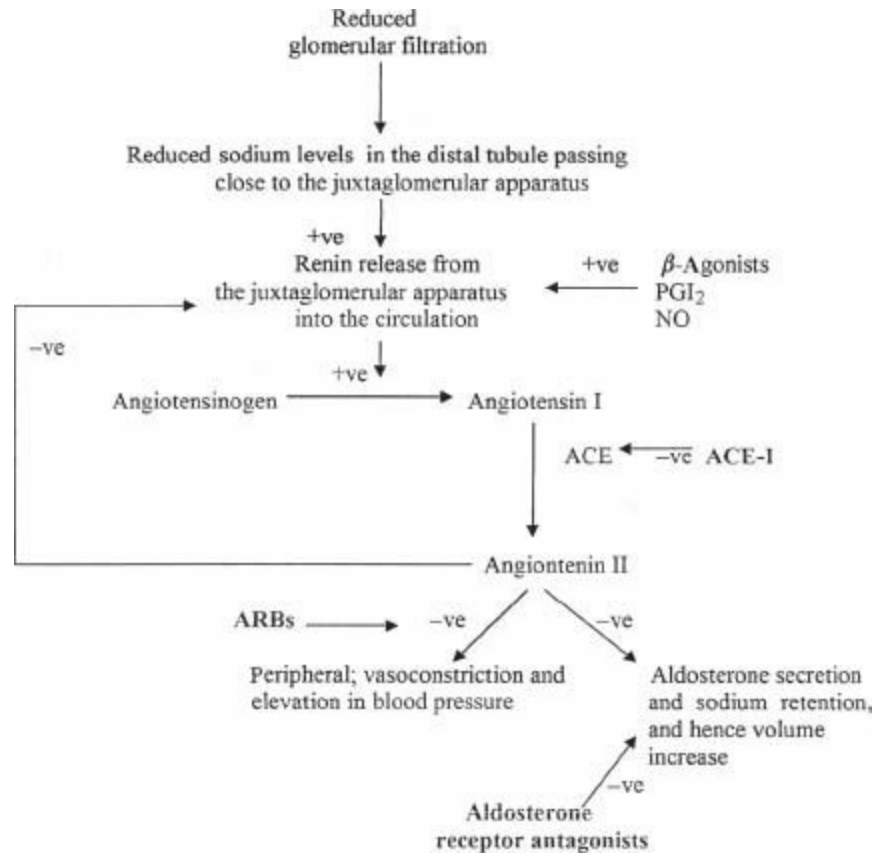 Reduced
glomerular filtration
Reduced sodium levels in the distal tubule passing
close to the juxtaglomerular apparatus
+ve
Renin release from
the juxtaglomerular apparatus
into the circulation
+ve
β-Agonists
PGI₂
NO
–ve
+ve
Angiotensinogen
Angiotensin I
ACE
–ve
ACE-I
Angiontenin II
ARBs
–ve
–ve
Peripheral; vasoconstriction and
elevation in blood pressure
Aldosterone secretion
and sodium retention,
and hence volume
increase
–ve
Aldosterone
receptor antagonists